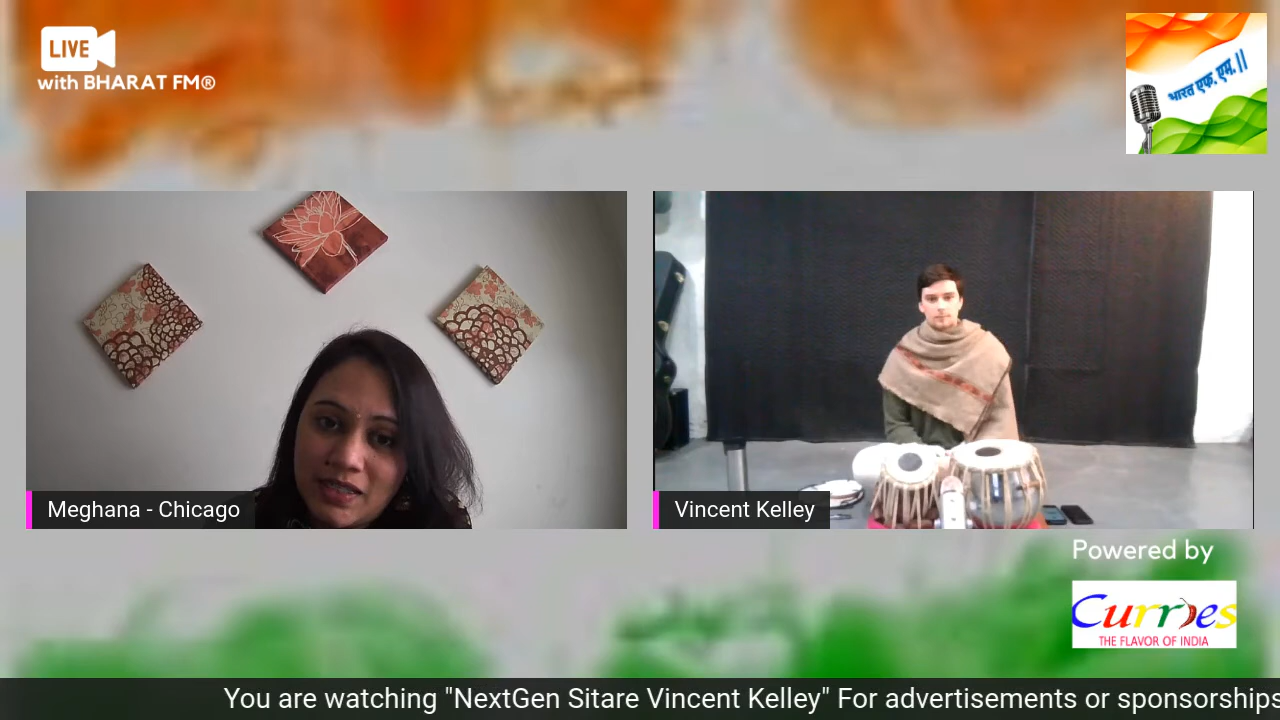 LIVE
with BHARAT FM®
भारत एफ. एम.||
Meghana - Chicago
Vincent Kelley
Powered by
Curries
THE FLAVOR OF INDIA
You are watching "NextGen Sitare Vincent Kelley" For advertisements or sponsorships